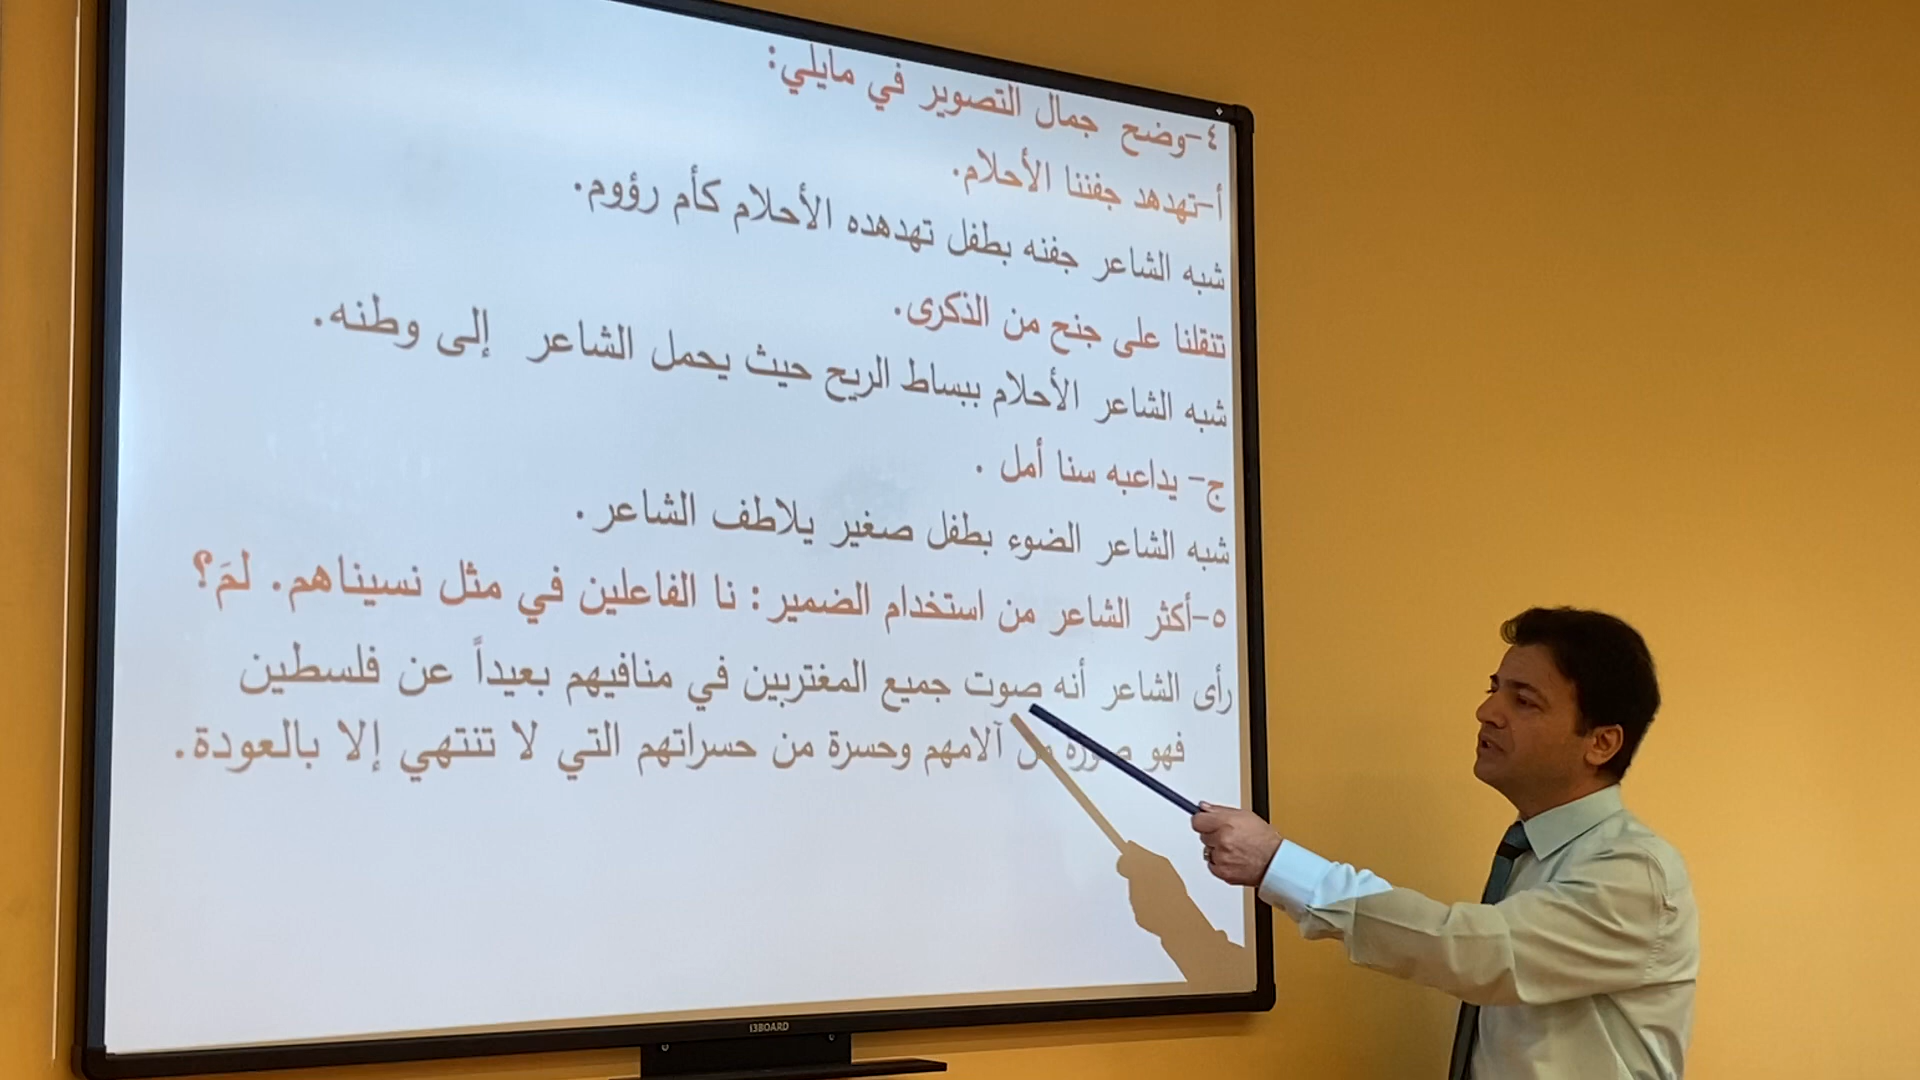 ٤-وضح جمال التصوير في مايلي:
أ-تهدهد جفننا الأحلام.
شبه الشاعر جفنه بطفل تهدهده الأحلام كأم رؤوم.
تنقلنا على جنح من الذكرى.
شبه الشاعر الأحلام ببساط الريح حيث يحمل الشاعر إلى وطنه.
ج- يداعبه سنا أمل .
شبه الشاعر الضوء بطفل صغير يلاطف الشاعر.
٥-أكثر الشاعر من استخدام الضمير: نا الفاعلين في مثل نسيناهم. لمَ؟
رأى الشاعر أنه صوت جميع المغتربين في منافيهم بعيداً عن فلسطين
فهو صورة من آلامهم وحسرة من حسراتهم التي لا تنتهي إلا بالعودة.
i3BOARD